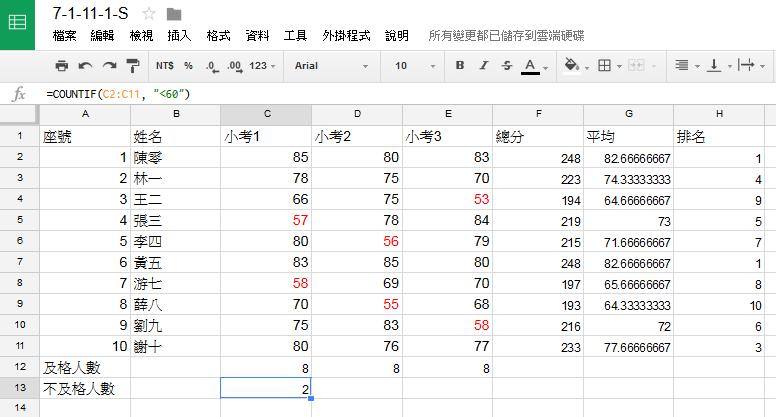 7-1-11-1-S
檔案 編輯 檢視 插入 格式 資料 工具 外掛程式 說明 所有變更都已儲存到雲端硬碟
NT$ % .0 .00 123 Arial 10 B I S A
fx =COUNTIF(C2:C11, "<60")
A B C D E F G H
1 座號 姓名 小考1 小考2 小考3 總分 平均 排名
2 1 陳零 85 80 83 248 82.66666667 1
3 2 林一 78 75 70 223 74.33333333 4
4 3 王二 66 75 53 194 64.66666667 9
5 4 張三 57 78 84 219 73 5
6 5 李四 80 56 79 215 71.66666667 7
7 6 黃五 83 85 80 248 82.66666667 1
8 7 游七 58 69 70 197 65.66666667 8
9 8 薛八 70 55 68 193 64.33333333 10
10 9 劉九 75 83 58 216 72 6
11 10 謝十 80 76 77 233 77.66666667 3
12 及格人數 8 8 8
13 不及格人數 2
14